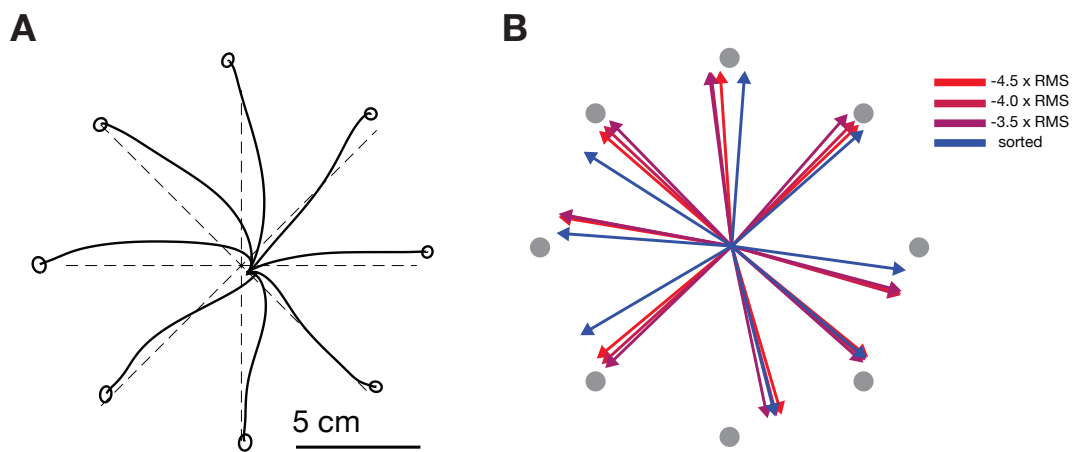 A
B
-4.5 x RMS
-4.0 x RMS
-3.5 x RMS
sorted
5 cm